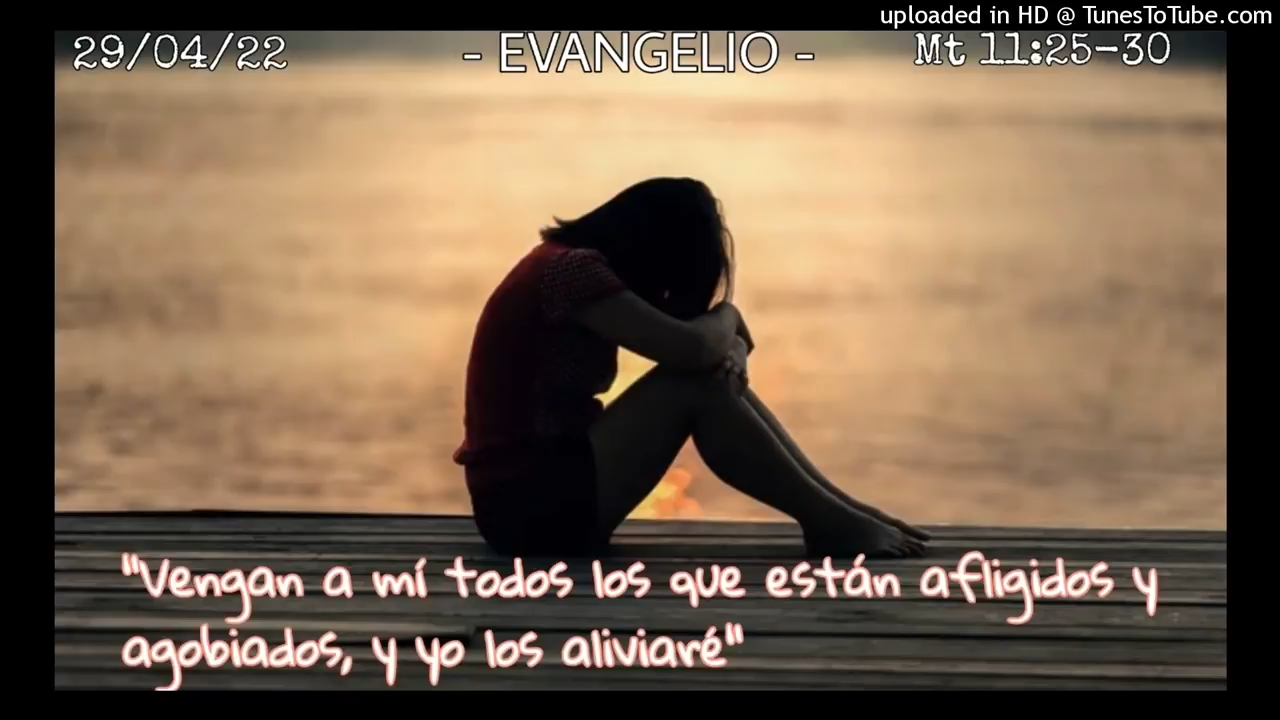 uploaded in HD @ TunesToTube.com
29/04/22 - EVANGELIO - Mt 11:25-30
"Vengan a mí todos los que están afligidos y
agobiados, y yo los aliviaré"